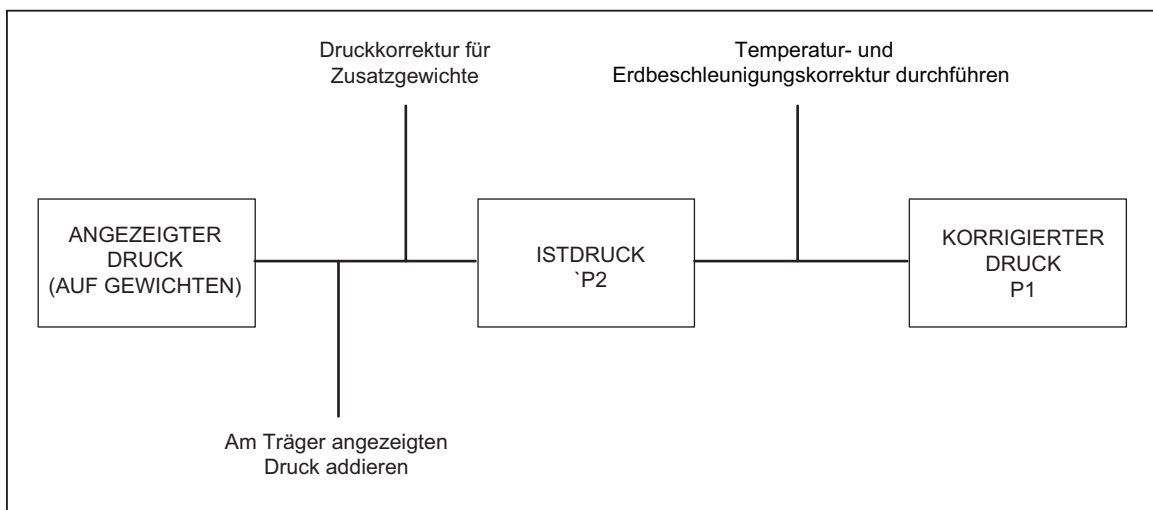 Druckkorrektur für
Zusatzgewichte
Temperatur- und
Erdbeschleunigungskorrektur durchführen
ANGEZEIGTER
DRUCK
(AUF GEWICHTEN)
ISTDRUCK
`P2
KORRIGIERTER
DRUCK
P1
Am Träger angezeigten
Druck addieren